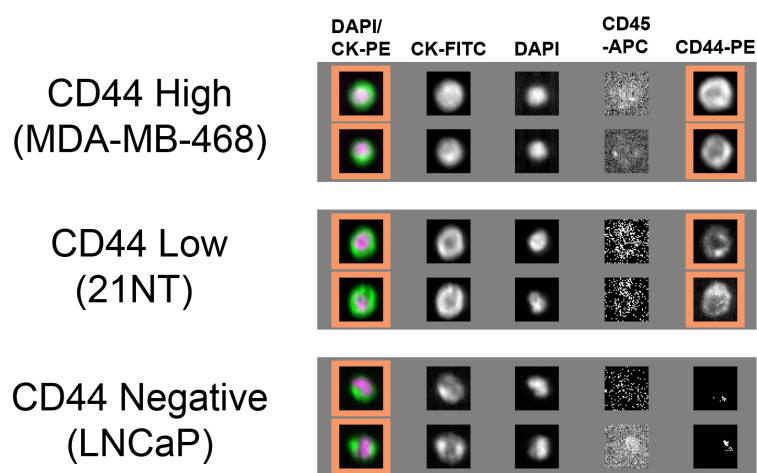 DAPI/
CK-PE CK-FITC DAPI CD45
-APC CD44-PE
CD44 High
(MDA-MB-468)
CD44 Low
(21NT)
CD44 Negative
(LNCaP)